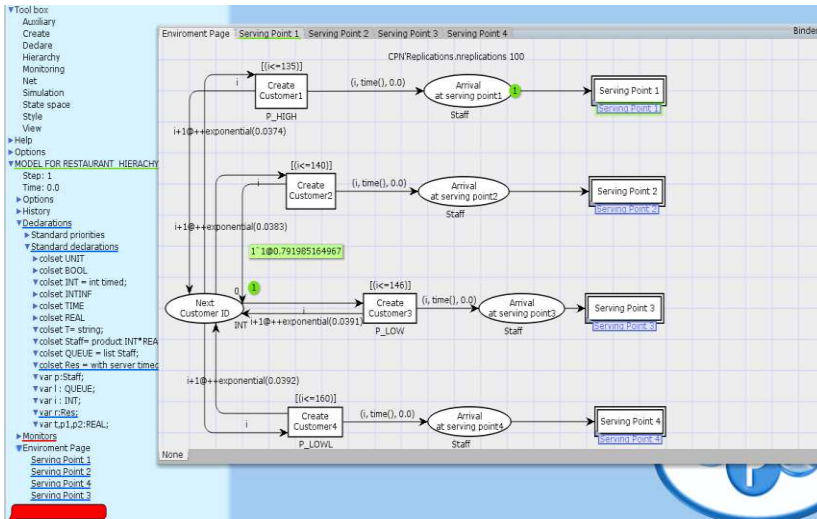 Tool box
Auxiliary
Create
Declare
Hierarchy
Monitoring
Net
Simulation
State space
Style
View
Help
Options
MODEL FOR RESTAURANT_HIERACHY
Step: 1
Time: 0.0
Options
History
Declarations
Standard priorities
Standard declarations
colset UNIT
colset BOOL
colset INT = int timed;
colset INTINF
colset TIME
colset REAL
colset T= string;
colset Staff= product INT*REA
colset QUEUE = list Staff;
colset Res = with server timed
var p:Staff;
var l : QUEUE;
var i : INT;
var r:Res;
var t,p1,p2:REAL;
Monitors
Enviroment Page
Serving Point 1
Serving Point 2
Serving Point 4
Serving Point 3
Binder
Enviroment Page Serving Point 1 Serving Point 2 Serving Point 3 Serving Point 4
CPN'Replications.nreplications 100
[(i<=135)]
i
Create
Customer1
P_HIGH
(i, time(), 0.0)
Arrival
at serving point1
1
Staff
Serving Point 1
Serving Point 1
i+1@++exponential(0.0374)
[(i<=140)]
i
Create
Customer2
(i, time(), 0.0)
Arrival
at serving point2
Staff
Serving Point 2
Serving Point 2
i+1@++exponential(0.0383)
1`1@0.791985164967
0
1
Next
Customer ID
INT
[(i<=146)]
i
i+1@++exponential(0.0391)
Create
Customer3
P_LOW
(i, time(), 0.0)
Arrival
at serving point3
Staff
Serving Point 3
Serving Point 3
i+1@++exponential(0.0392)
[(i<=160)]
i
Create
Customer4
P_LOWL
(i, time(), 0.0)
Arrival
at serving point4
Staff
Serving Point 4
Serving Point 4
None